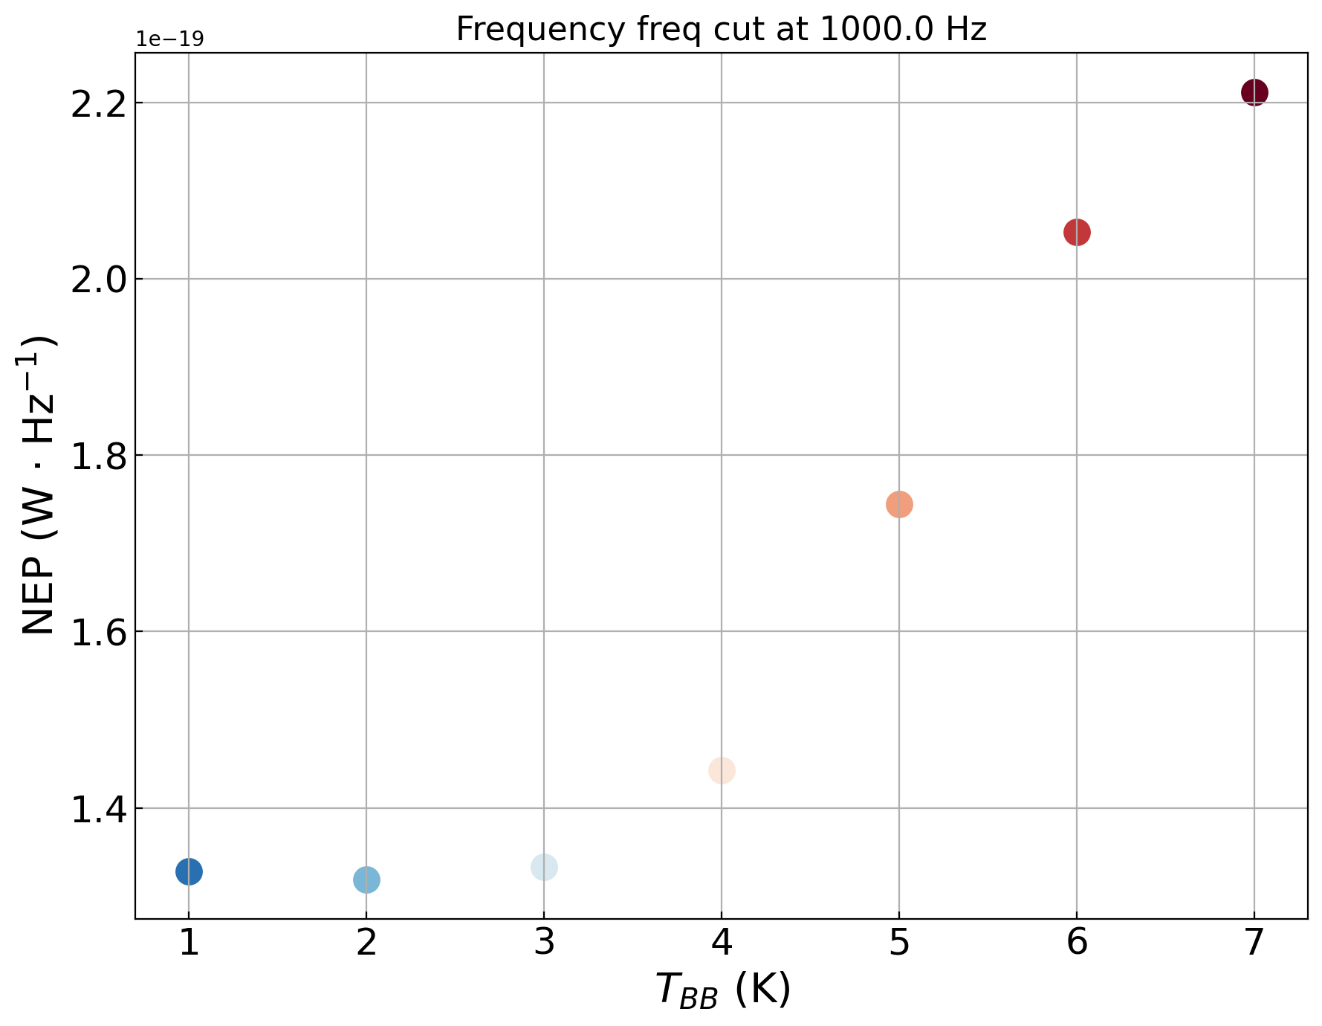 Frequency freq cut at 1000.0 Hz
1e−19
2.2
2.0
1.8
1.6
1.4
NEP (W · Hz⁻¹)
1 2 3 4 5 6 7
T_BB (K)